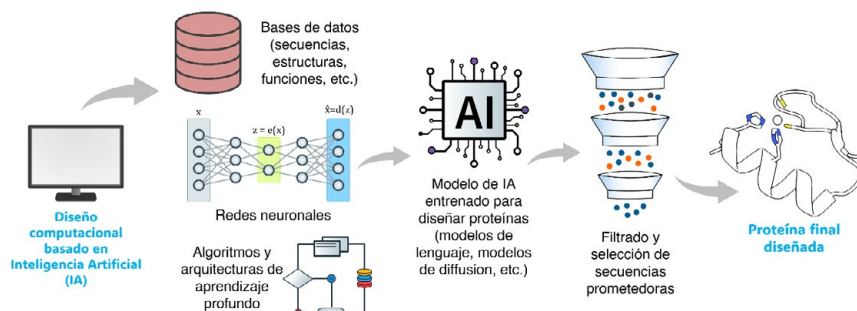 Diseño
computacional
basado en
Inteligencia Artificial
(IA)
Bases de datos
(secuencias,
estructuras,
funciones, etc.)
x
z = e(x)
x̂=d(z)
Redes neuronales
Algoritmos y
arquitecturas de
aprendizaje
profundo
AI
Modelo de IA
entrenado para
diseñar proteínas
(modelos de
lenguaje, modelos
de diffusion, etc.)
Filtrado y
selección de
secuencias
prometedoras
Proteína final
diseñada